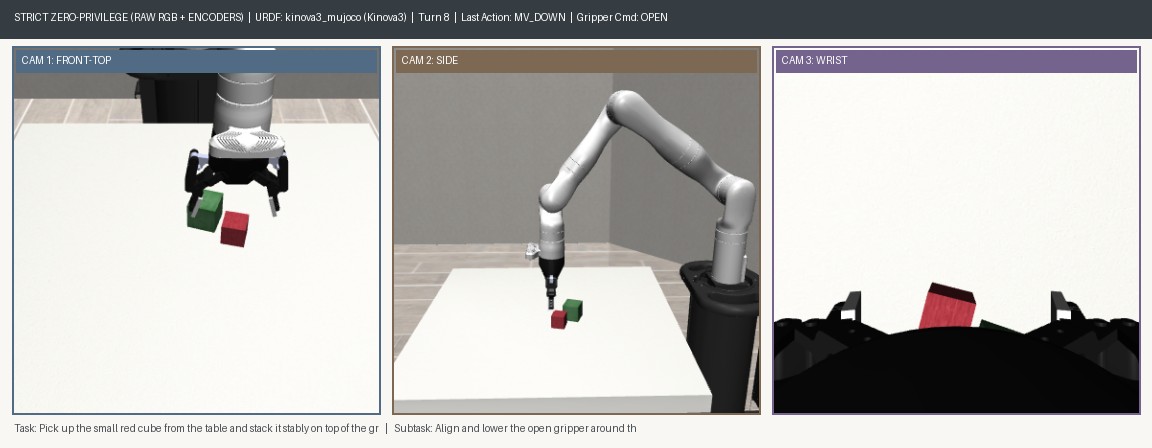 STRICT ZERO-PRIVILEGE (RAW RGB + ENCODERS) | URDF: kinova3_mujoco (Kinova3) | Turn 8 | Last Action: MV_DOWN | Gripper Cmd: OPEN
CAM 1: FRONT-TOP
CAM 2: SIDE
CAM 3: WRIST
Task: Pick up the small red cube from the table and stack it stably on top of the gr | Subtask: Align and lower the open gripper around th